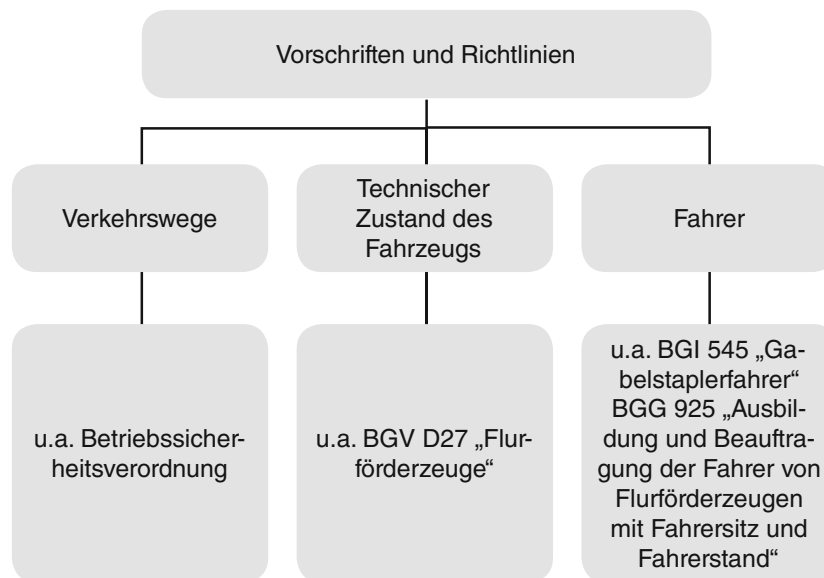 Vorschriften und Richtlinien
Verkehrswege
Technischer
Zustand des
Fahrzeugs
Fahrer
u.a. Betriebssicher-
heitsverordnung
u.a. BGV D27 „Flur-
förderzeuge“
u.a. BGI 545 „Ga-
belstaplerfahrer“
BGG 925 „Ausbil-
dung und Beauftra-
gung der Fahrer von
Flurförderzeugen
mit Fahrersitz und
Fahrerstand“